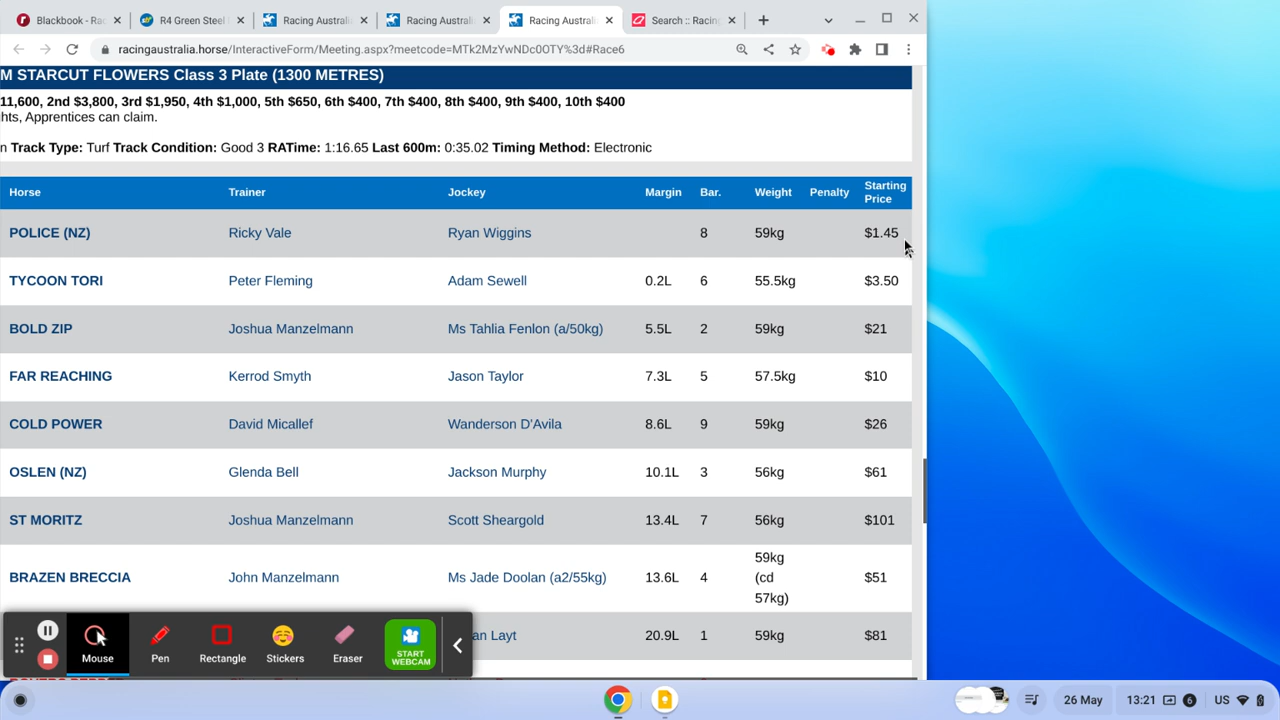 Blackbook - Rac
R4 Green Steel
Racing Australi
Racing Australi
Racing Australi
Search :: Racin
racingaustralia.horse/InteractiveForm/Meeting.aspx?meetcode=MTk2MzYwNDc0OTY%3d#Race6
M STARCUT FLOWERS Class 3 Plate (1300 METRES)
11,600, 2nd $3,800, 3rd $1,950, 4th $1,000, 5th $650, 6th $400, 7th $400, 8th $400, 9th $400, 10th $400
hts, Apprentices can claim.
n Track Type: Turf Track Condition: Good 3 RATime: 1:16.65 Last 600m: 0:35.02 Timing Method: Electronic
Horse Trainer Jockey Margin Bar. Weight Penalty Starting Price
POLICE (NZ) Ricky Vale Ryan Wiggins 8 59kg $1.45
TYCOON TORI Peter Fleming Adam Sewell 0.2L 6 55.5kg $3.50
BOLD ZIP Joshua Manzelmann Ms Tahlia Fenlon (a/50kg) 5.5L 2 59kg $21
FAR REACHING Kerrod Smyth Jason Taylor 7.3L 5 57.5kg $10
COLD POWER David Micallef Wanderson D'Avila 8.6L 9 59kg $26
OSLEN (NZ) Glenda Bell Jackson Murphy 10.1L 3 56kg $61
ST MORITZ Joshua Manzelmann Scott Sheargold 13.4L 7 56kg $101
BRAZEN BRECCIA John Manzelmann Ms Jade Doolan (a2/55kg) 13.6L 4 59kg (cd 57kg) $51
an Layt 20.9L 1 59kg $81
Mouse
Pen
Rectangle
Stickers
Eraser
START WEBCAM
26 May
13:21
6
US